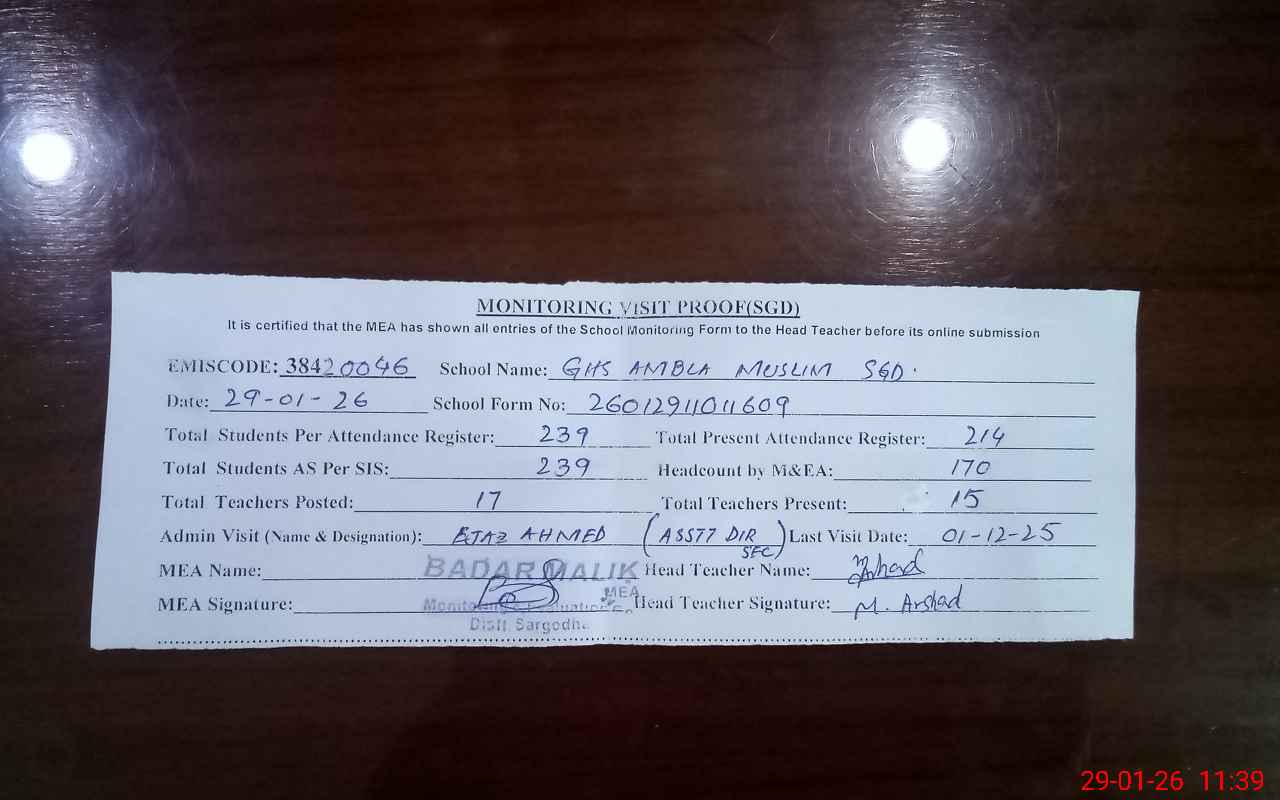 MONITORING VISIT PROOF(SGD)
It is certified that the MEA has shown all entries of the School Monitoring Form to the Head Teacher before its online submission
EMISCODE: 38420046 School Name: GHS AMBLA MUSLIM SGD.
Date: 29-01-26 School Form No: 26012911011609
Total Students Per Attendance Register: 239 Total Present Attendance Register: 214
Total Students AS Per SIS: 239 Headcount by M&EA: 170
Total Teachers Posted: 17 Total Teachers Present: 15
Admin Visit (Name & Designation): EJAZ AHMED (ASSTT DIR SEC) Last Visit Date: 01-12-25
MEA Name: BADAR MALIK Head Teacher Name: M Arshad
MEA Signature: MEA Head Teacher Signature: M. Arshad
Monitoring & Evaluation
Distt. Sargodha
29-01-26 11:39